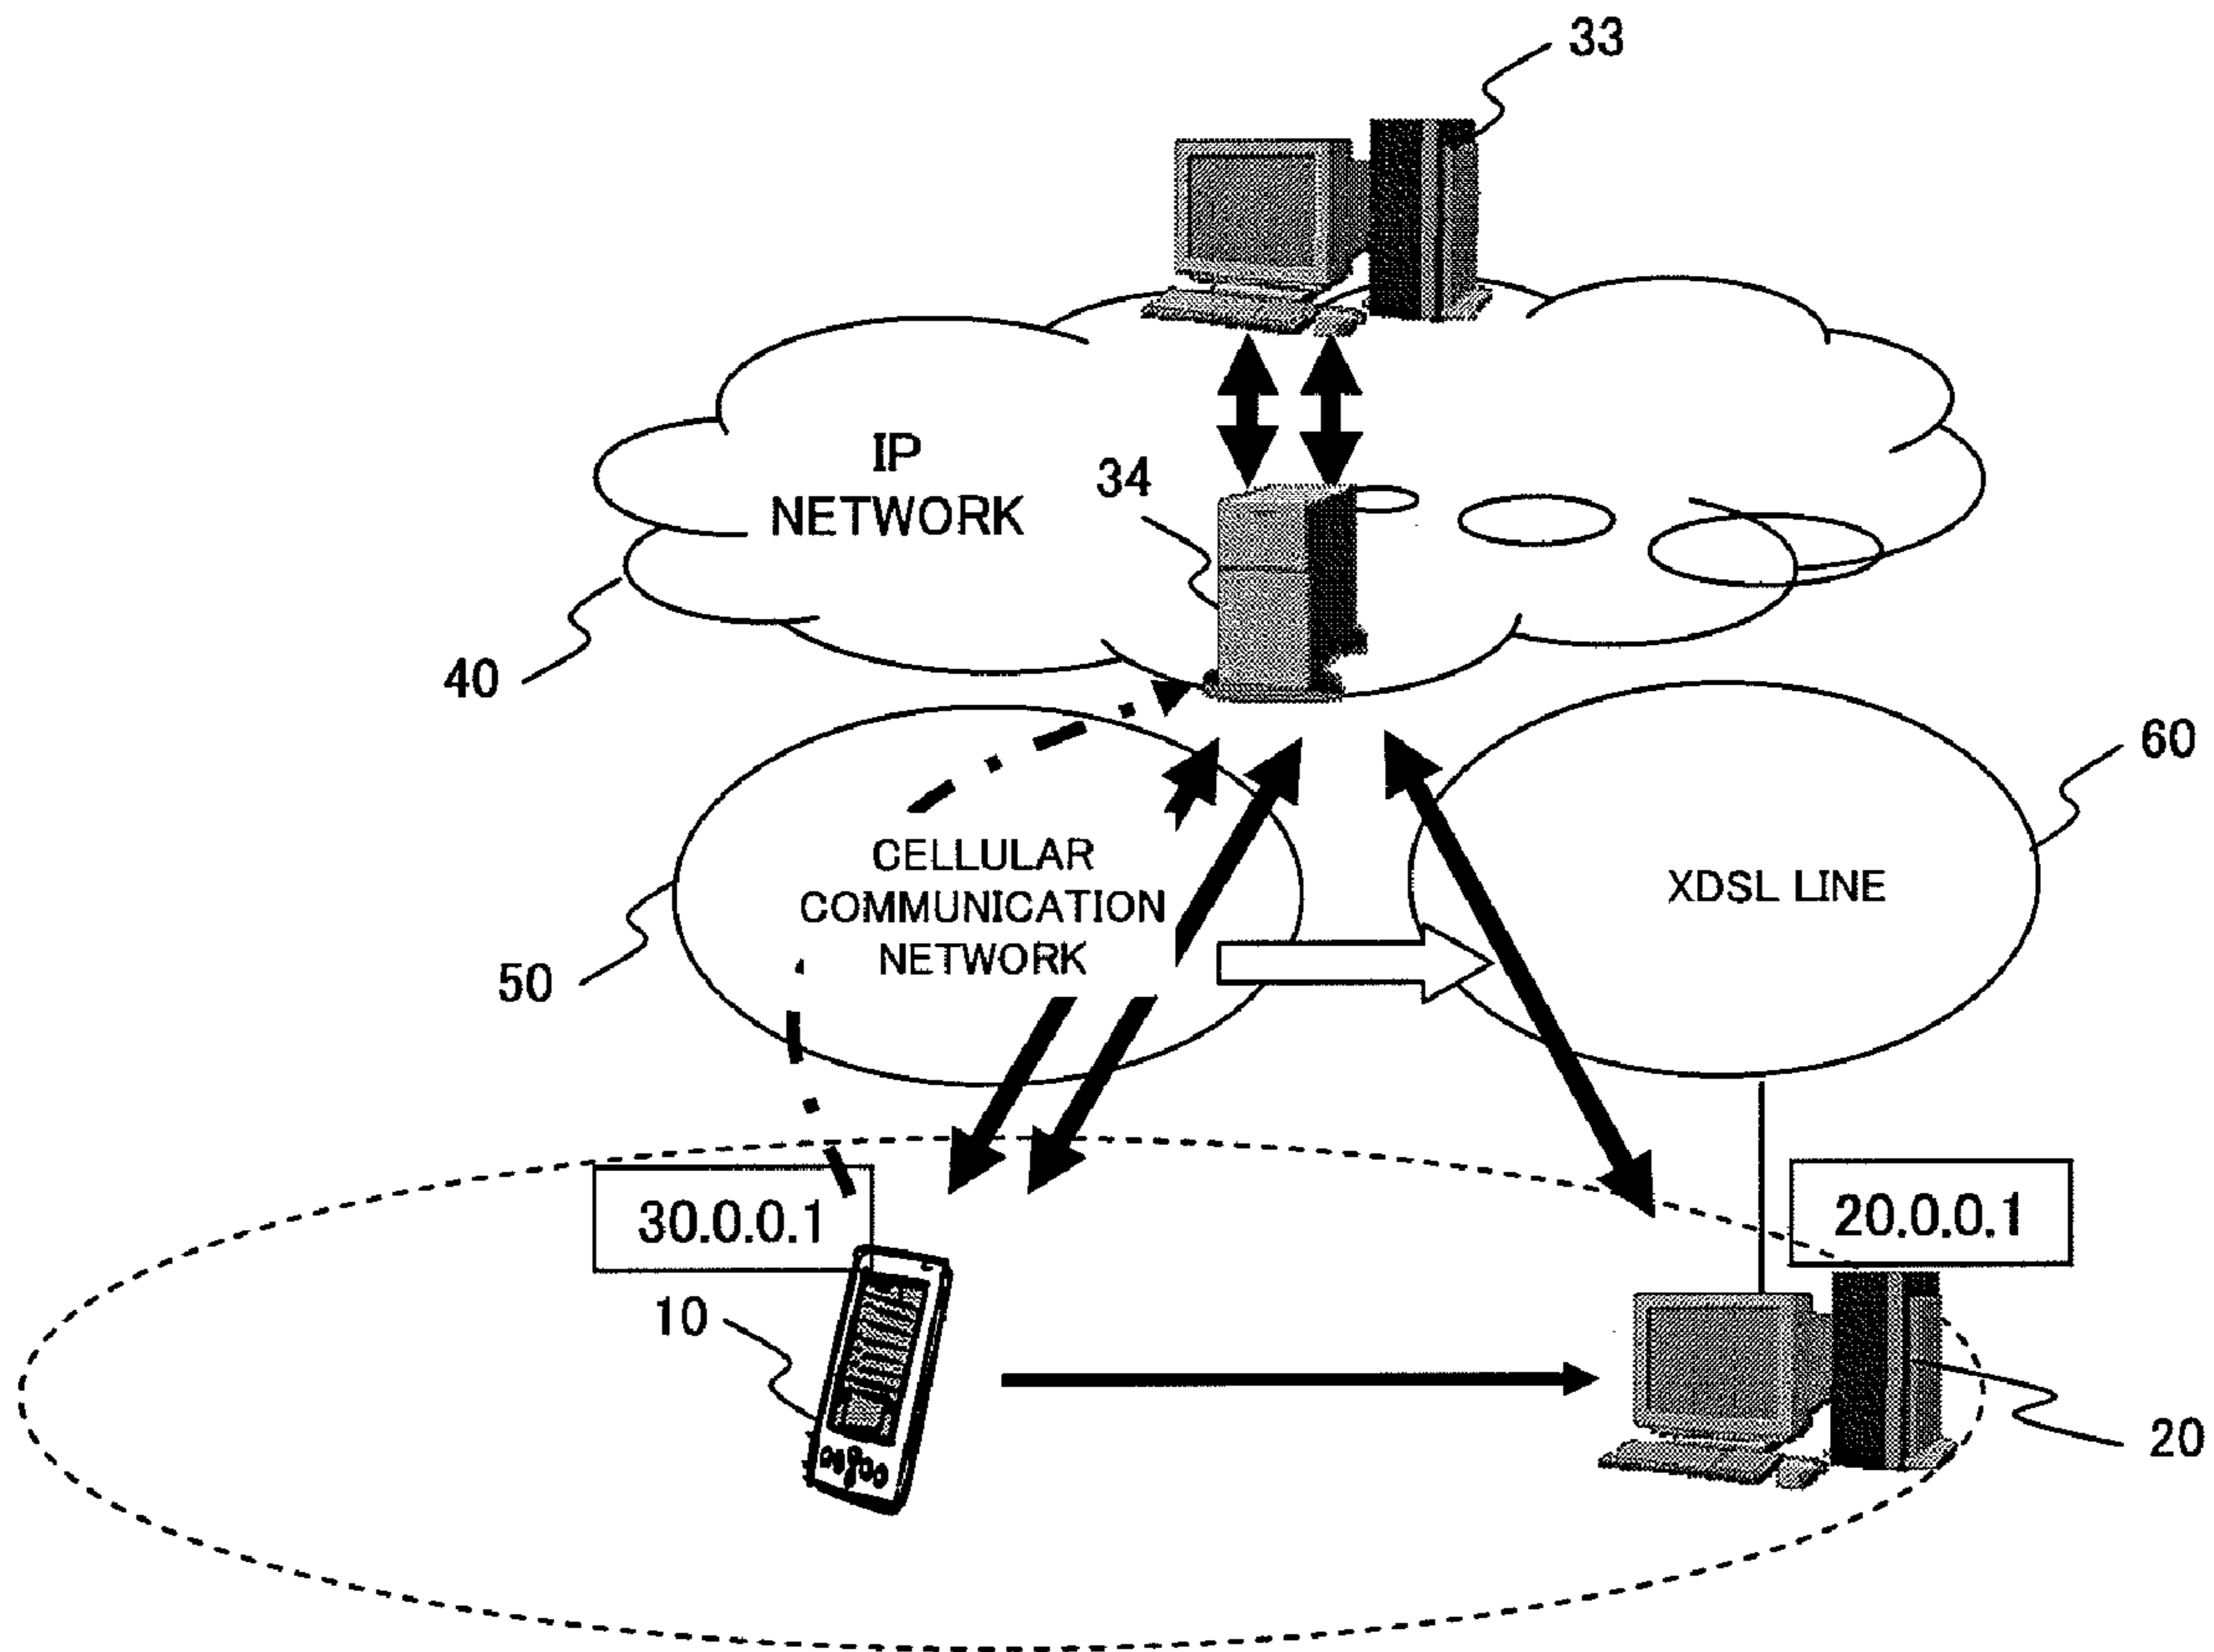 33
IP
NETWORK
34
40
60
CELLULAR
COMMUNICATION
NETWORK
XDSL LINE
50
30.0.0.1
20.0.0.1
10
20